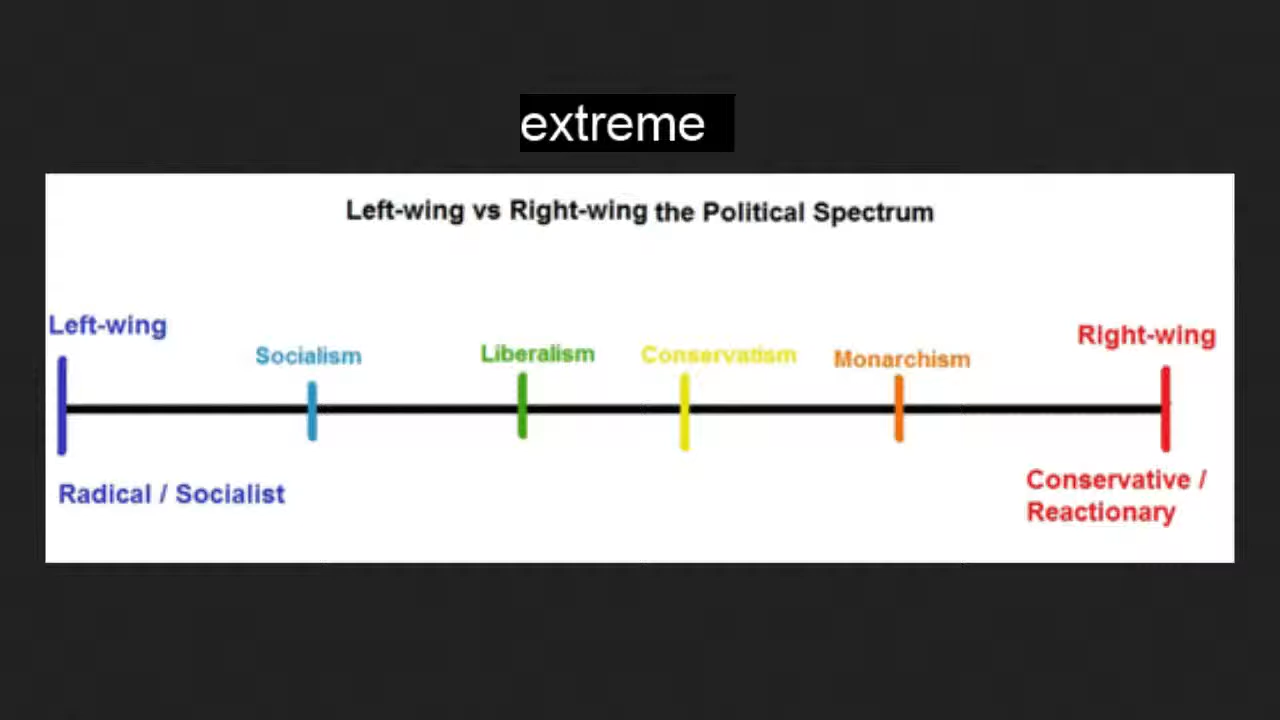 extreme
Left-wing vs Right-wing the Political Spectrum
Left-wing
Socialism
Liberalism
Conservatism
Monarchism
Right-wing
Radical / Socialist
Conservative /
Reactionary